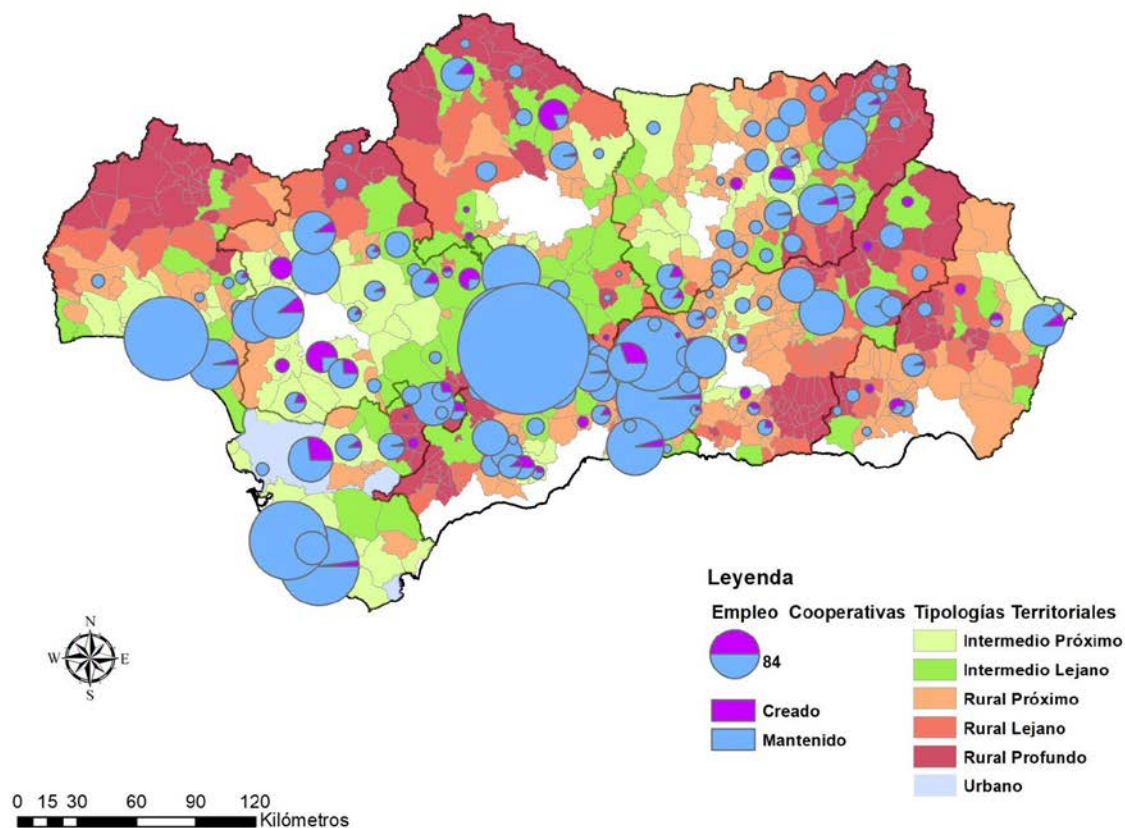 Leyenda
Empleo Cooperativas Tipologías Territoriales
84
Creado
Mantenido
Intermedio Próximo
Intermedio Lejano
Rural Próximo
Rural Lejano
Rural Profundo
Urbano
N
W E
S
0 15 30 60 90 120
Kilómetros